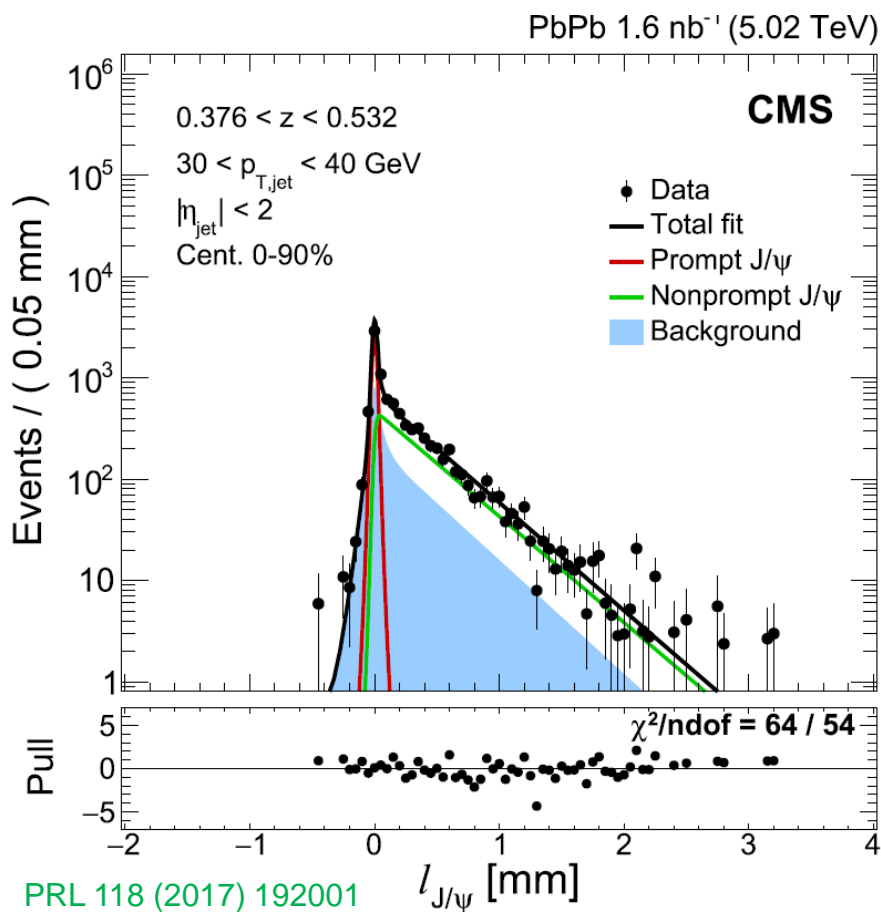 PbPb 1.6 nb⁻¹ (5.02 TeV)
CMS
0.376 < z < 0.532
30 < p_T,jet < 40 GeV
|η_jet| < 2
Cent. 0-90%
Data
Total fit
Prompt J/ψ
Nonprompt J/ψ
Background
Events / ( 0.05 mm )
10⁶
10⁵
10⁴
10³
10²
10
1
χ²/ndof = 64 / 54
Pull
5
0
−5
−2 −1 0 1 2 3 4
l_J/ψ [mm]
PRL 118 (2017) 192001